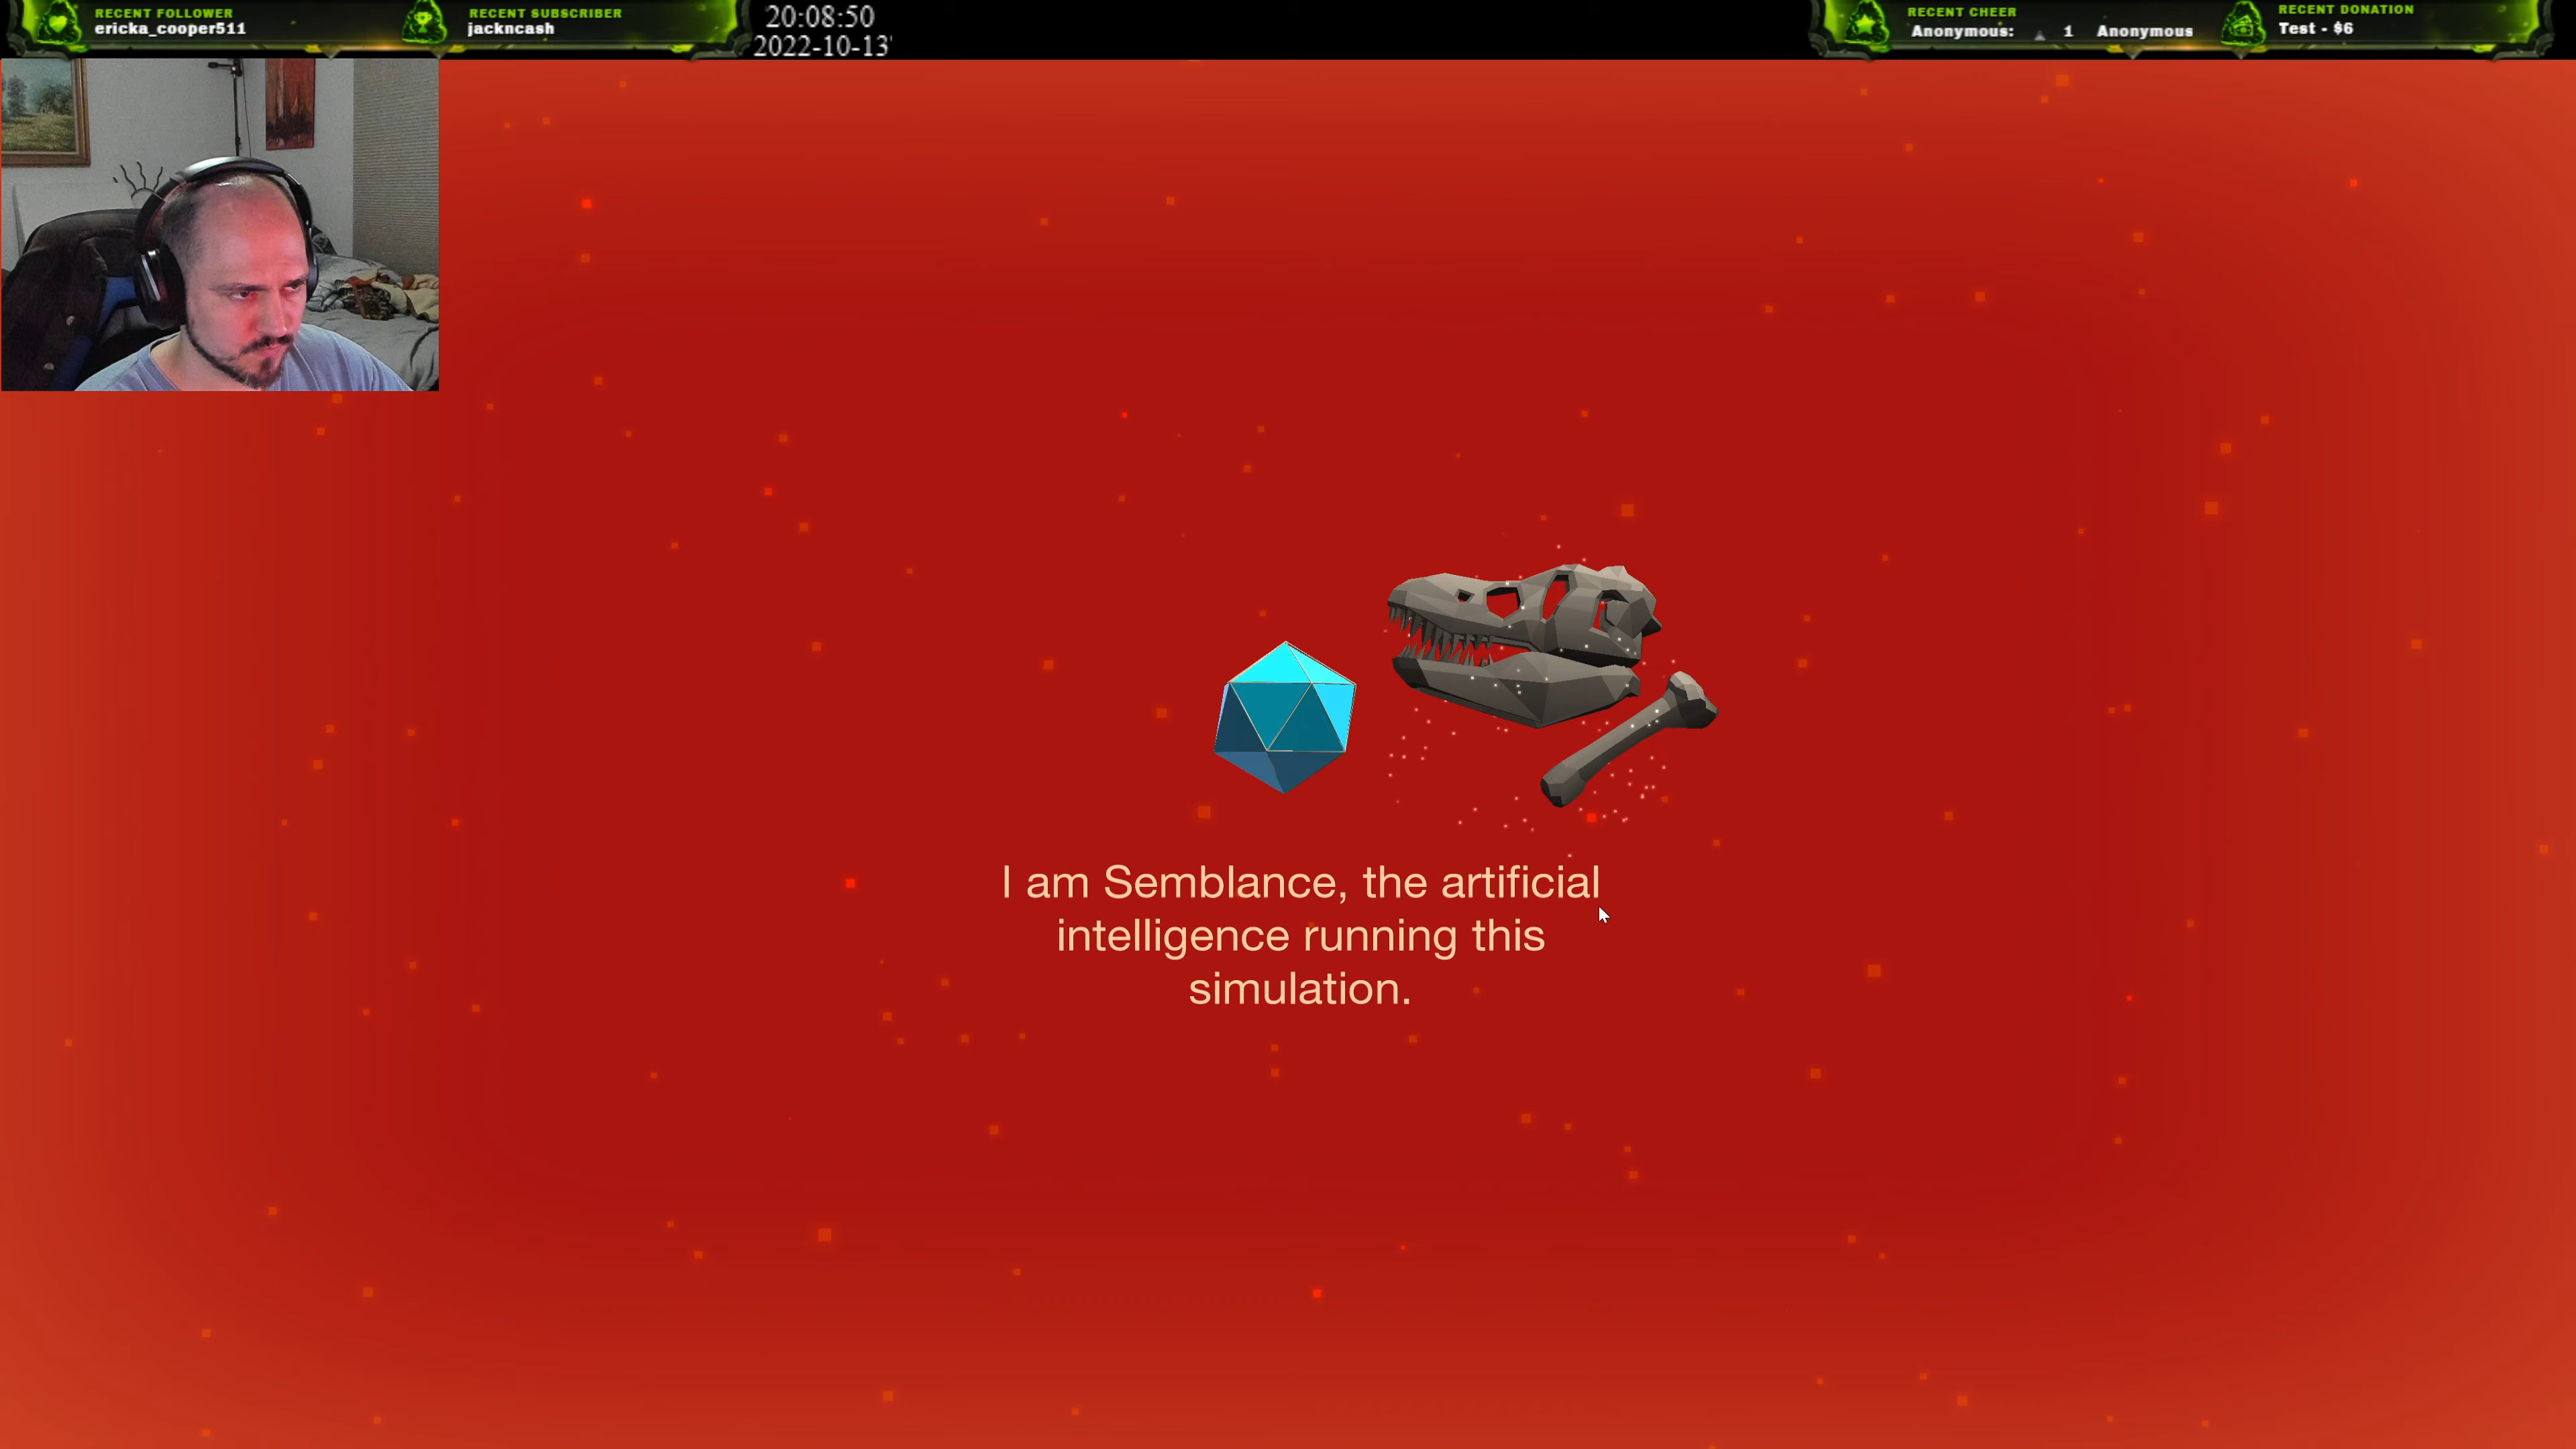 RECENT FOLLOWER
ericka_cooper511
RECENT SUBSCRIBER
jackncash
20:08:50
2022-10-13
RECENT CHEER
Anonymous: 1 Anonymous
RECENT DONATION
Test - $6
I am Semblance, the artificial
intelligence running this
simulation.